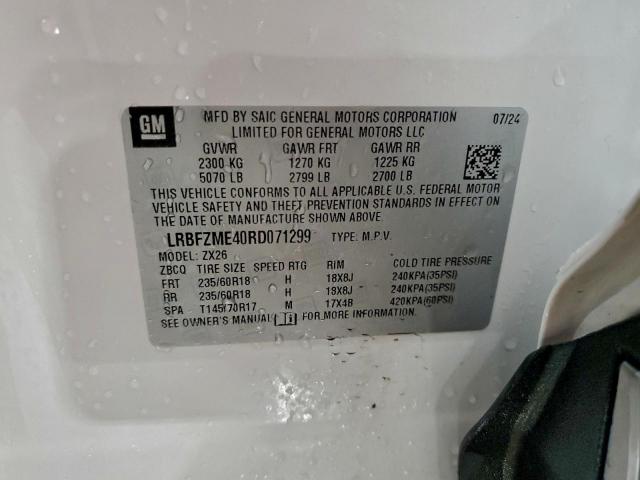 GM
MFD BY SAIC GENERAL MOTORS CORPORATION 07/24
LIMITED FOR GENERAL MOTORS LLC
GVWR GAWR FRT GAWR RR
2300 KG 1270 KG 1225 KG
5070 LB 2799 LB 2700 LB
THIS VEHICLE CONFORMS TO ALL APPLICABLE U.S. FEDERAL MOTOR
VEHICLE SAFETY AND THEFT PREVENTION STANDARDS IN EFFECT ON
THE DATE OF MANUFACTURE SHOWN ABOVE.
LRBFZME40RD071299 TYPE: M.P.V.
MODEL: ZX26
ZBCQ TIRE SIZE SPEED RTG RIM COLD TIRE PRESSURE
FRT 235/60R18 H 18X8J 240KPA(35PSI)
RR 235/60R18 H 18X8J 240KPA(35PSI)
SPA T145/70R17 M 17X4B 420KPA(60PSI)
SEE OWNER'S MANUAL FOR MORE INFORMATION.